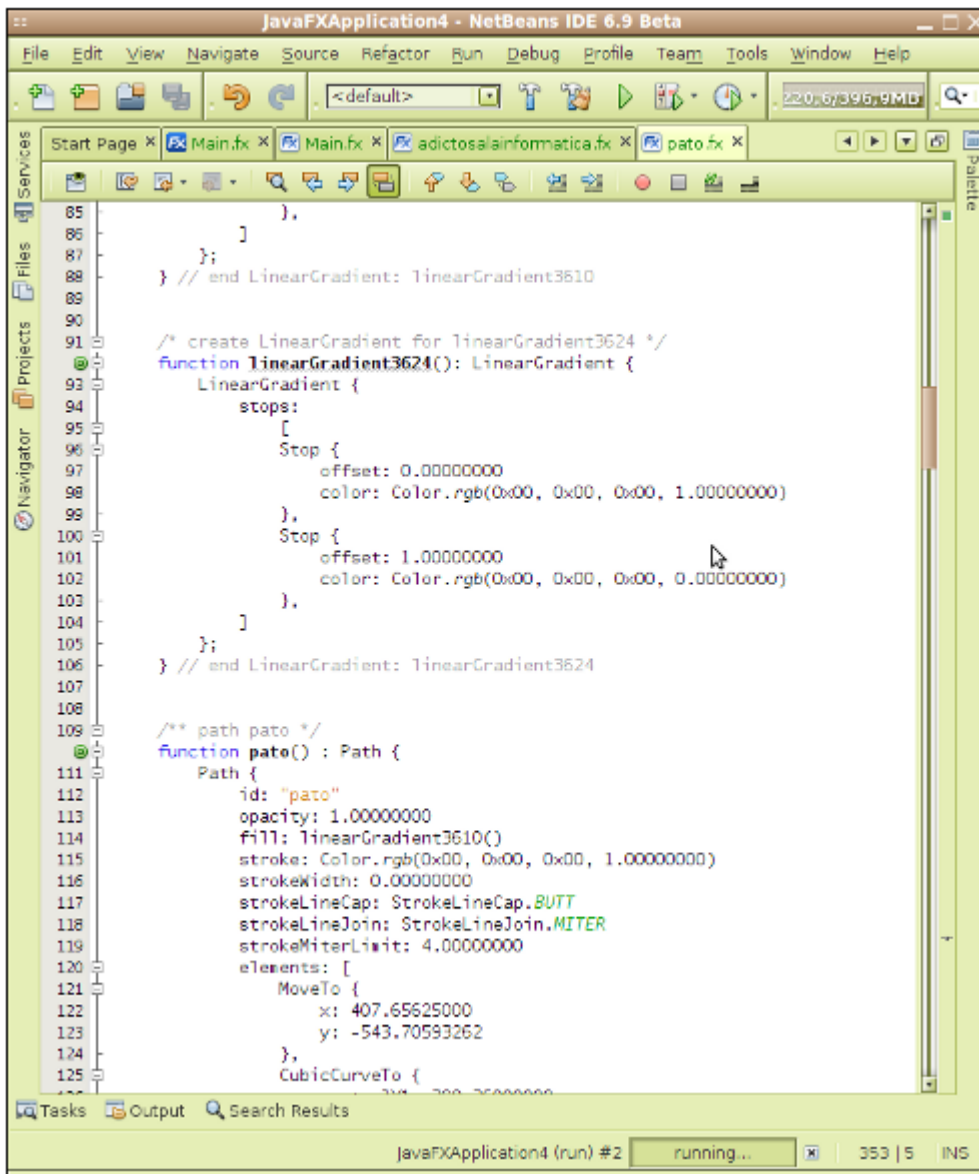 JavaFXApplication4 - NetBeans IDE 6.9 Beta
File Edit View Navigate Source Refactor Run Debug Profile Team Tools Window Help
<default>
220,6/396,9MB
Start Page Main.fx Main.fx adictosalainformatica.fx pato.fx
Services
Files
Projects
Navigator
Palette
85 },
86 ]
87 };
88 } // end LinearGradient: linearGradient3610
89
90
91 /* create LinearGradient for linearGradient3624 */
function linearGradient3624(): LinearGradient {
93 LinearGradient {
94 stops:
95 [
96 Stop {
97 offset: 0.00000000
98 color: Color.rgb(0x00, 0x00, 0x00, 1.00000000)
99 },
100 Stop {
101 offset: 1.00000000
102 color: Color.rgb(0x00, 0x00, 0x00, 0.00000000)
103 },
104 ]
105 };
106 } // end LinearGradient: linearGradient3624
107
108
109 /** path pato */
function pato() : Path {
111 Path {
112 id: "pato"
113 opacity: 1.00000000
114 fill: linearGradient3610()
115 stroke: Color.rgb(0x00, 0x00, 0x00, 1.00000000)
116 strokeWidth: 0.00000000
117 strokeLineCap: StrokeLineCap.BUTT
118 strokeLineJoin: StrokeLineJoin.MITER
119 strokeMiterLimit: 4.00000000
120 elements: [
121 MoveTo {
122 x: 407.65625000
123 y: -543.70593262
124 },
125 CubicCurveTo {
Tasks Output Search Results
JavaFXApplication4 (run) #2 running... 353 | 5 INS